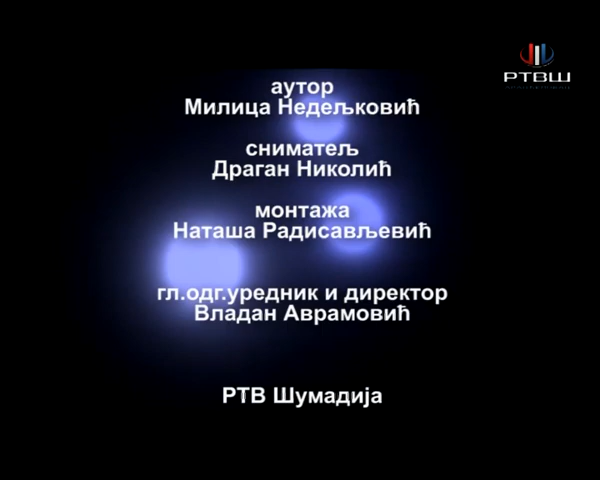 РТВШ
аутор
Милица Недељковић
сниматељ
Драган Николић
монтажа
Наташа Радисављевић
гл.одг.уредник и директор
Владан Аврамовић
РТВ Шумадија